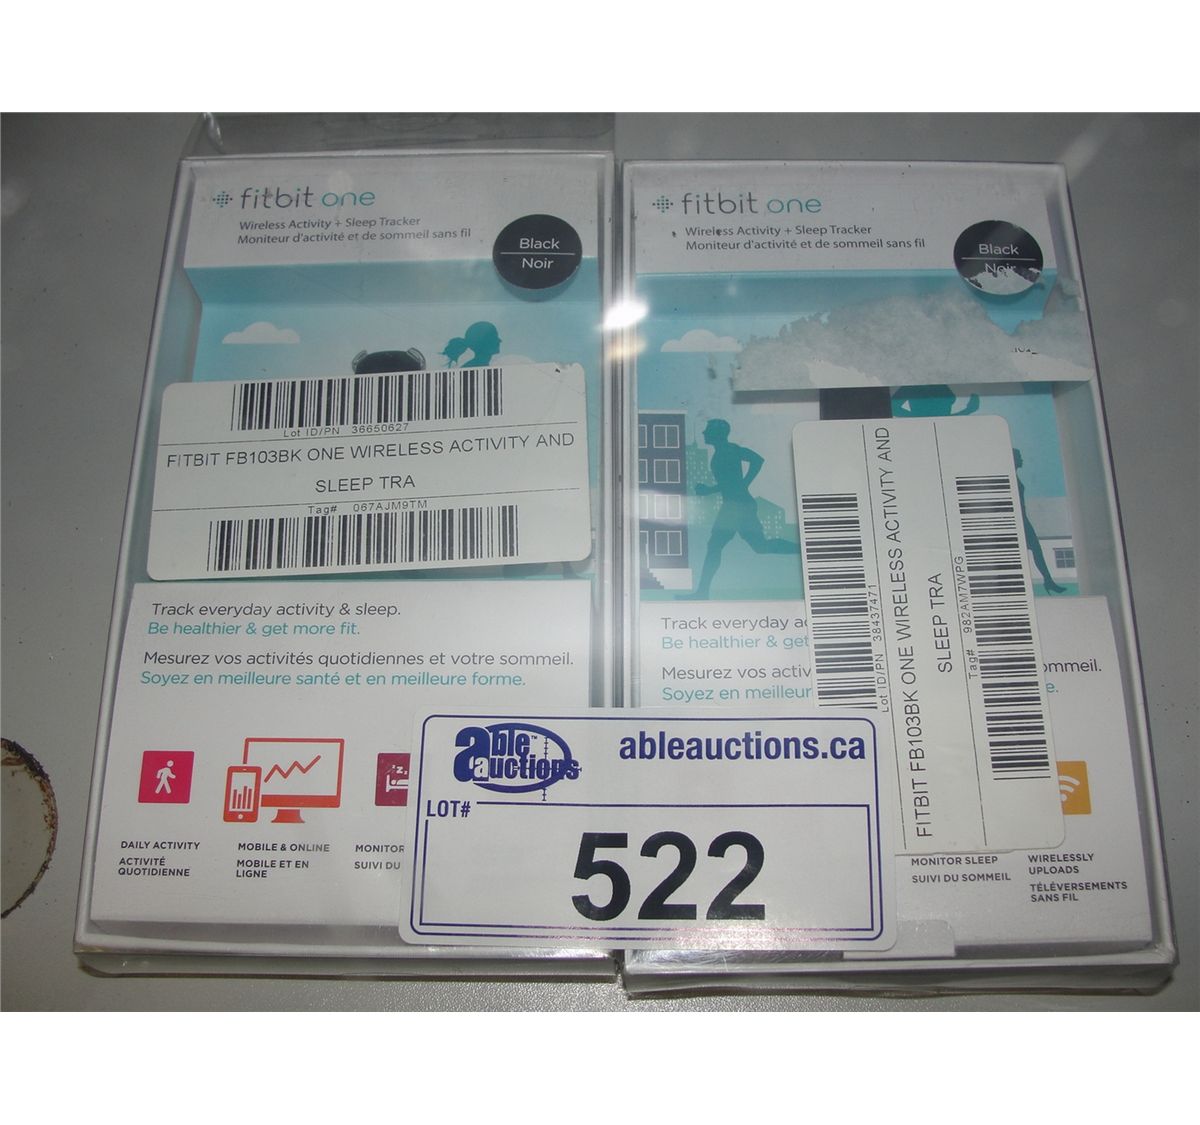 fitbit one
Wireless Activity + Sleep Tracker
Moniteur d'activité et de sommeil sans fil
Black
Noir
Lot ID/PN 36650627
FITBIT FB103BK ONE WIRELESS ACTIVITY AND
SLEEP TRA
Tag# 067AJM9TM
Track everyday activity & sleep.
Be healthier & get more fit.
Mesurez vos activités quotidiennes et votre sommeil.
Soyez en meilleure santé et en meilleure forme.
DAILY ACTIVITY
ACTIVITÉ
QUOTIDIENNE
MOBILE & ONLINE
MOBILE ET EN
LIGNE
MONITOR
SUIVI DU
fitbit one
Wireless Activity + Sleep Tracker
Moniteur d'activité et de sommeil sans fil
Black
Noir
Lot ID/PN 38437471
FITBIT FB103BK ONE WIRELESS ACTIVITY AND
SLEEP TRA
Tag# 982AM7WPG
Track everyday ac
Be healthier & get
Mesurez vos activ
ommeil.
Soyez en meilleur
e.
MONITOR SLEEP
SUIVI DU SOMMEIL
WIRELESSLY
UPLOADS
TÉLÉVERSEMENTS
SANS FIL
able auctions™
ableauctions.ca
LOT#
522